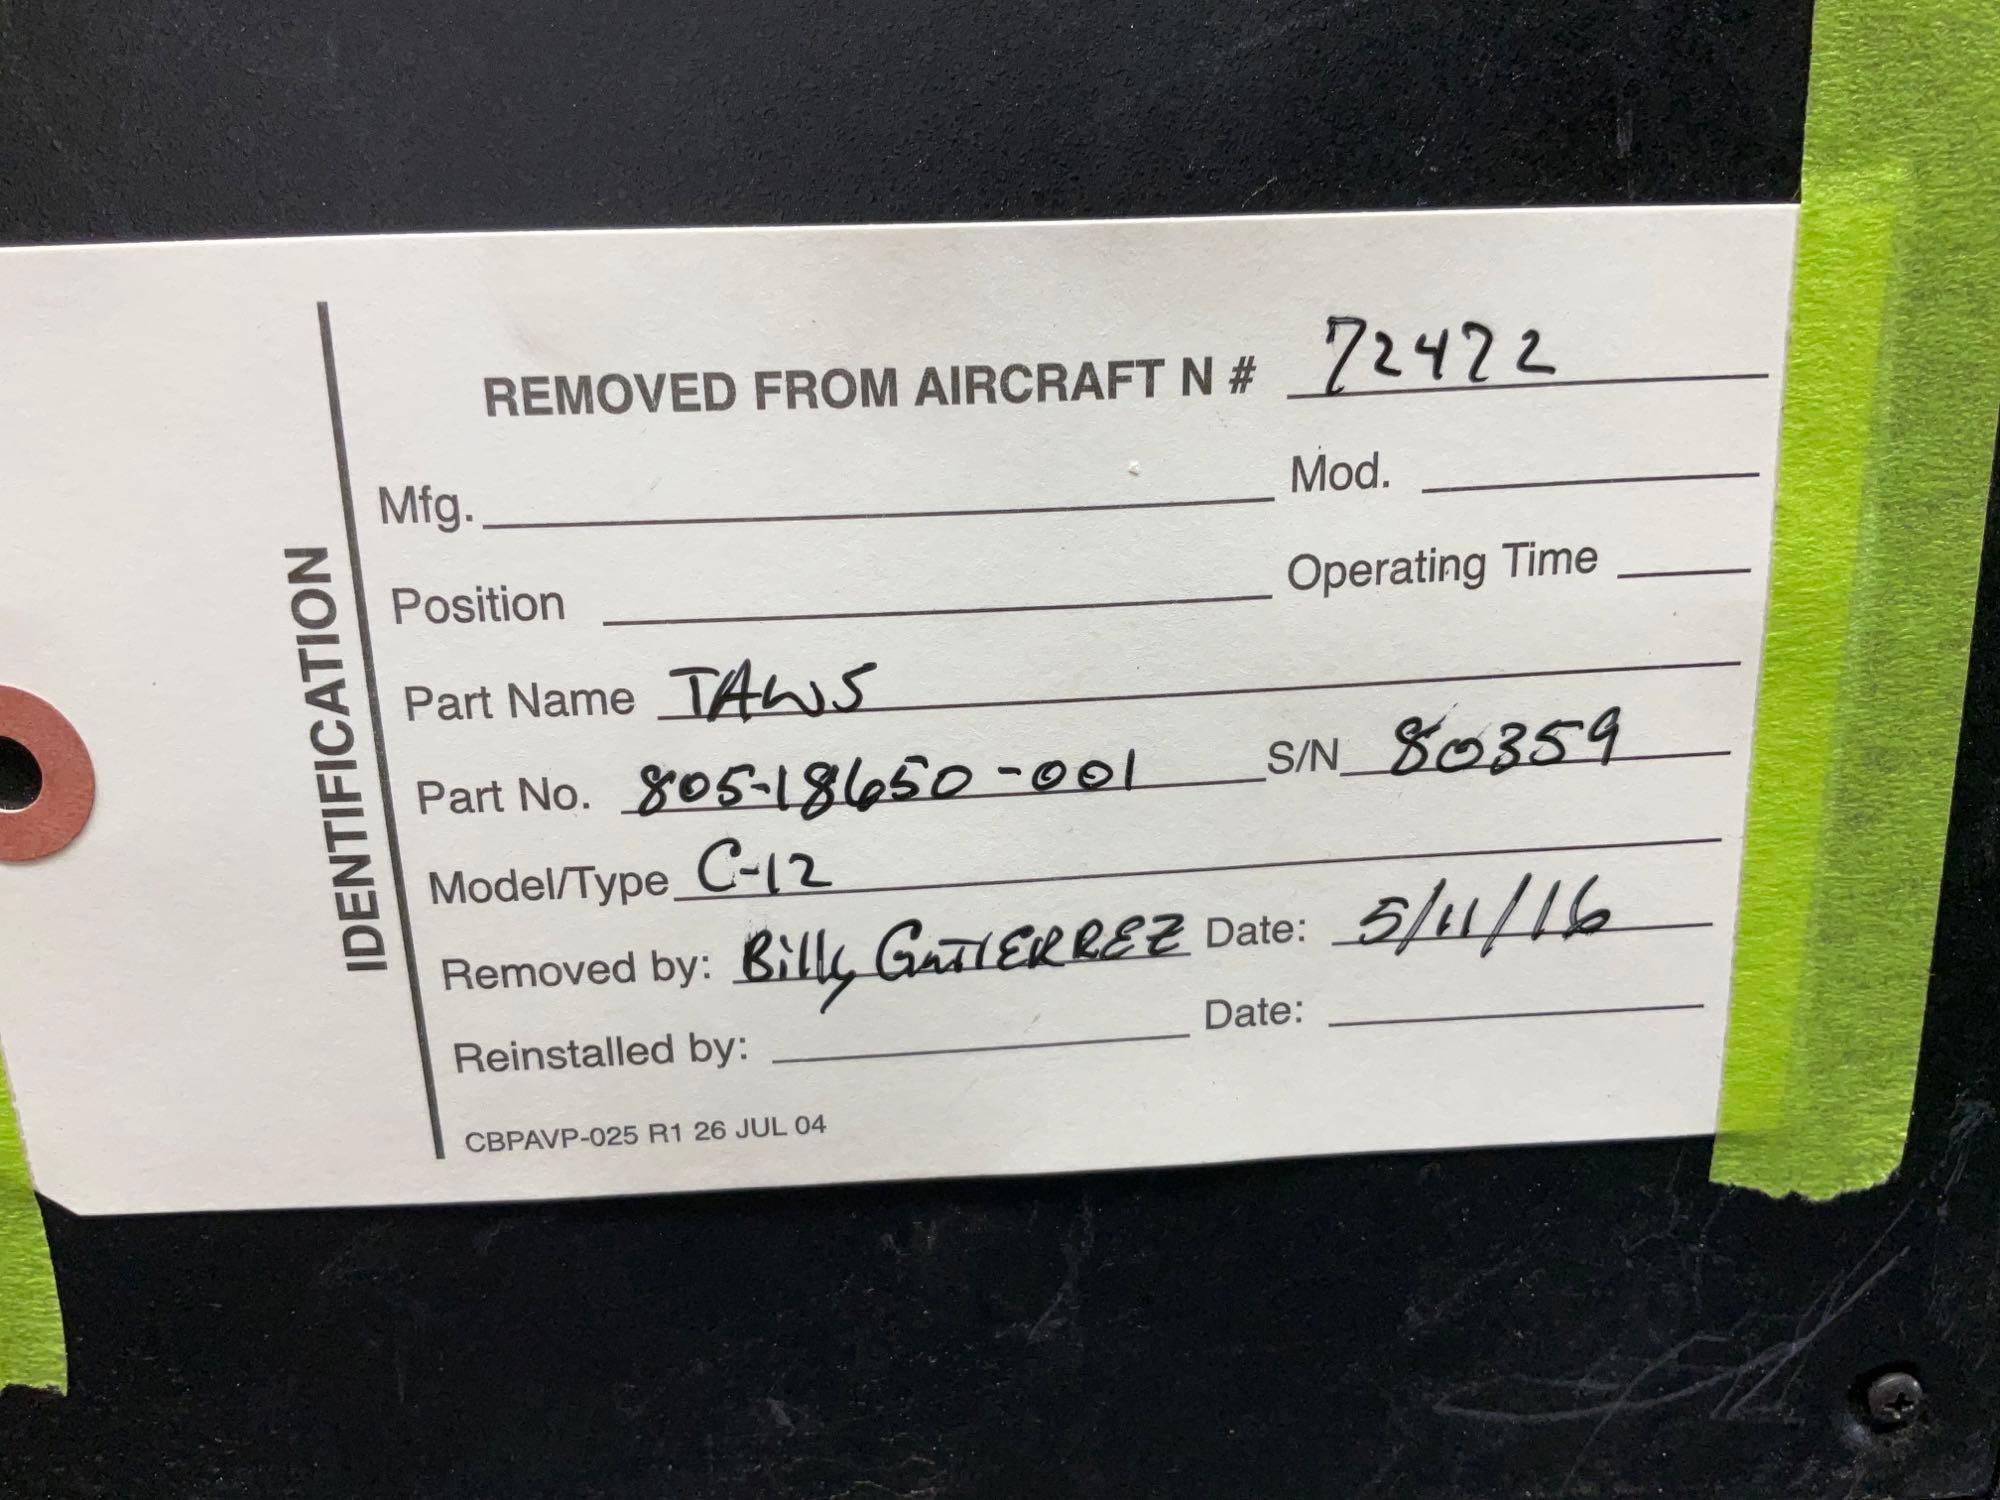 REMOVED FROM AIRCRAFT N # 72472
Mfg. Mod.
Position Operating Time
Part Name TAWS
Part No. 805-18650-001 S/N 80359
Model/Type C-12
Removed by: Billy GUTIERREZ Date: 5/11/16
Reinstalled by: Date:
CBPAVP-025 R1 26 JUL 04
IDENTIFICATION